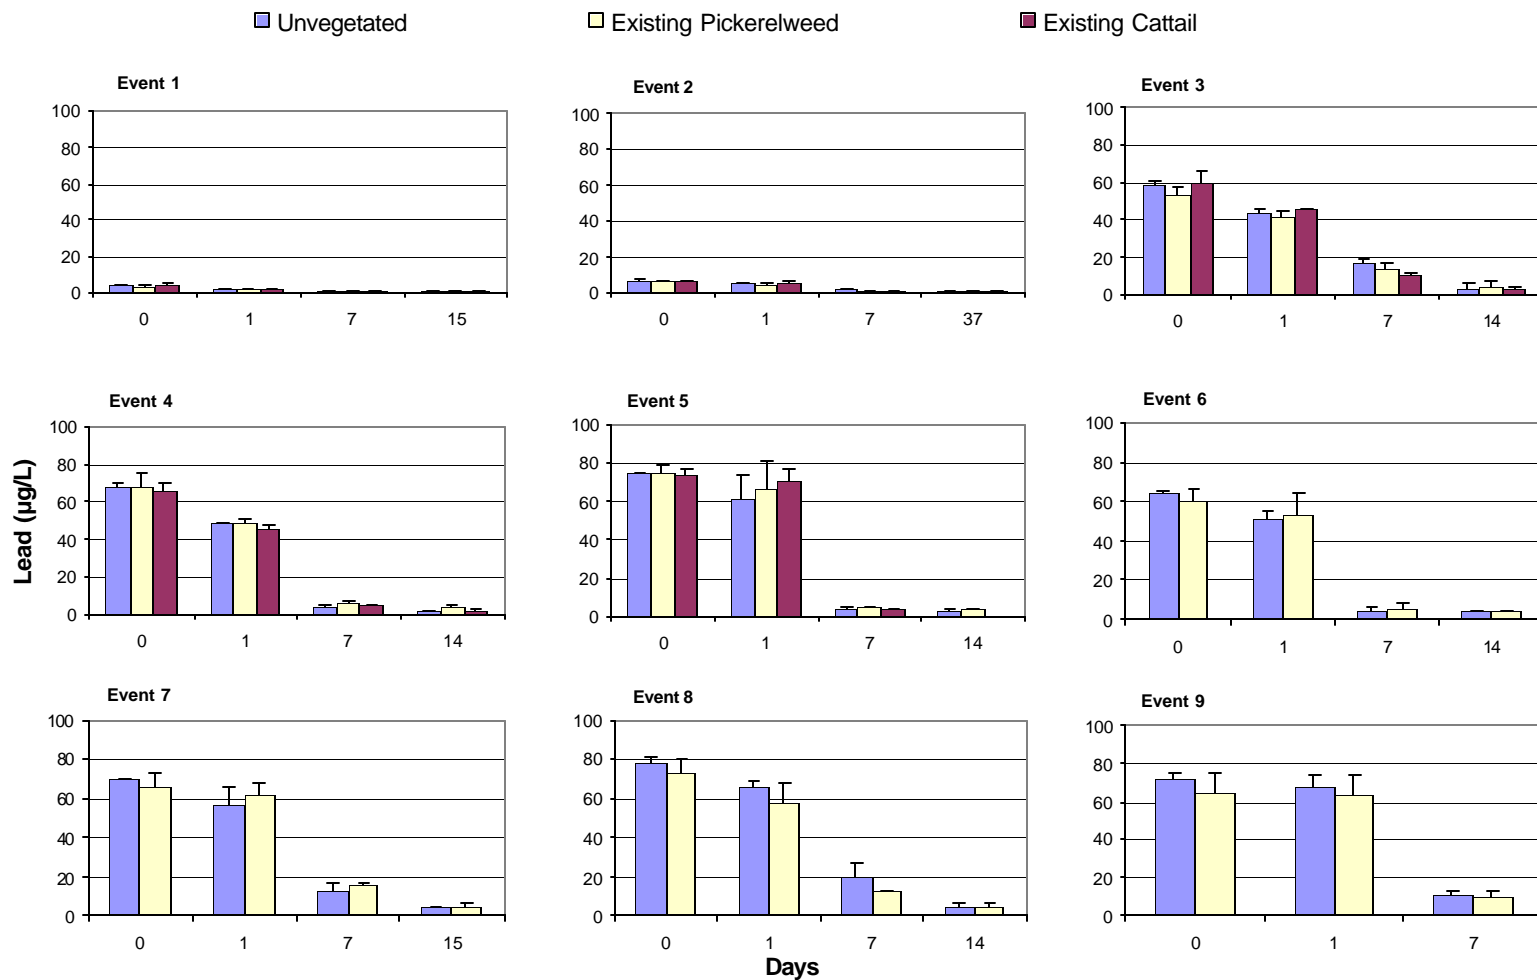 Unvegetated Existing Pickerelweed Existing Cattail
Event 1
100
80
60
40
20
0
0 1 7 15
Event 2
100
80
60
40
20
0
0 1 7 37
Event 3
100
80
60
40
20
0
0 1 7 14
Lead (µg/L)
Event 4
100
80
60
40
20
0
0 1 7 14
Event 5
100
80
60
40
20
0
0 1 7 14
Event 6
100
80
60
40
20
0
0 1 7 14
Event 7
100
80
60
40
20
0
0 1 7 15
Event 8
100
80
60
40
20
0
0 1 7 14
Event 9
100
80
60
40
20
0
0 1 7
Days